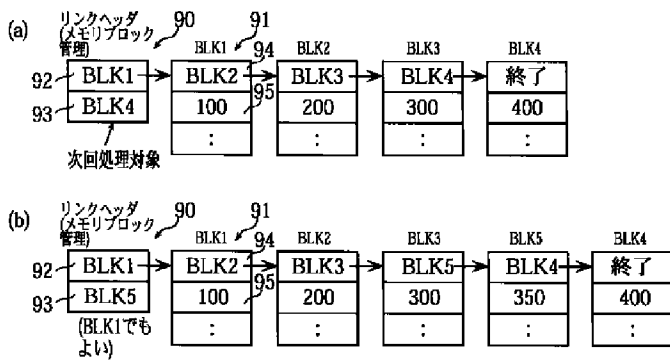 (a)
リンクヘッダ
(メモリブロック
管理)
90
BLK1
91
BLK2
BLK3
BLK4
94
92
BLK1
BLK2
BLK3
BLK4
終了
93
BLK4
95
100
200
300
400
:
:
:
:
次回処理対象
(b)
リンクヘッダ
(メモリブロック
管理)
90
BLK1
91
BLK2
BLK3
BLK5
BLK4
94
92
BLK1
BLK2
BLK3
BLK5
BLK4
終了
93
BLK5
95
100
200
300
350
400
:
:
:
:
:
(BLK1でも
よい)